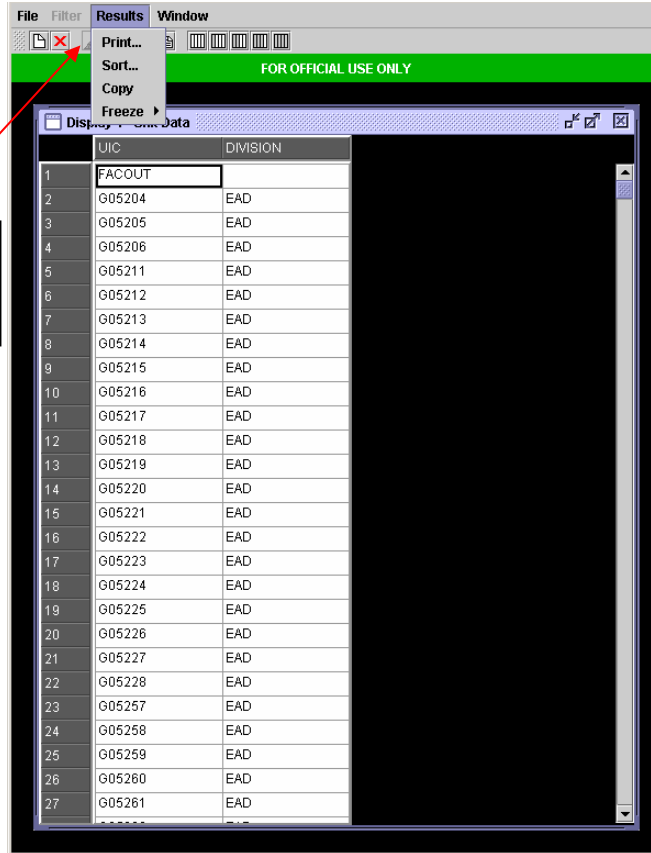 File Filter Results Window
Print...
Sort...
Copy
Freeze
FOR OFFICIAL USE ONLY
Data
UIC DIVISION
1 FACOUT
2 G05204 EAD
3 G05205 EAD
4 G05206 EAD
5 G05211 EAD
6 G05212 EAD
7 G05213 EAD
8 G05214 EAD
9 G05215 EAD
10 G05216 EAD
11 G05217 EAD
12 G05218 EAD
13 G05219 EAD
14 G05220 EAD
15 G05221 EAD
16 G05222 EAD
17 G05223 EAD
18 G05224 EAD
19 G05225 EAD
20 G05226 EAD
21 G05227 EAD
22 G05228 EAD
23 G05257 EAD
24 G05258 EAD
25 G05259 EAD
26 G05260 EAD
27 G05261 EAD